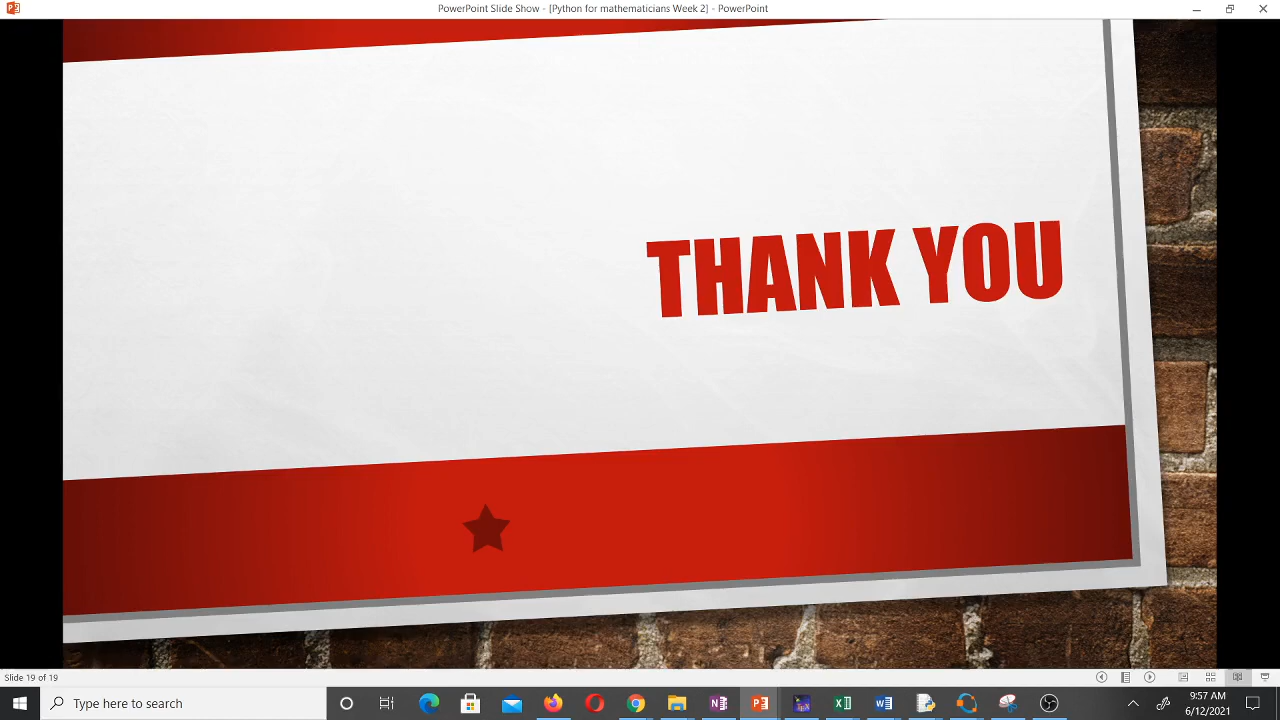 PowerPoint Slide Show - [Python for mathematicians Week 2] - PowerPoint
THANK YOU
Slide 19 of 19
Type here to search
9:57 AM
6/12/2021